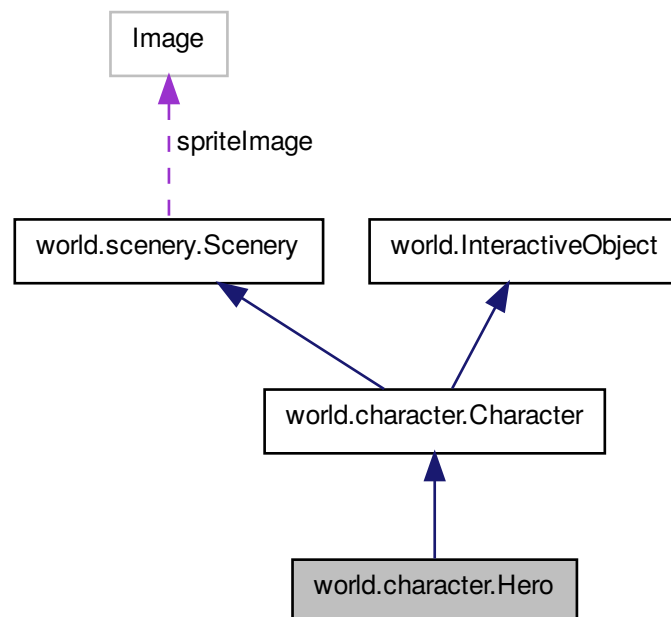 Image
spriteImage
world.scenery.Scenery
world.InteractiveObject
world.character.Character
world.character.Hero